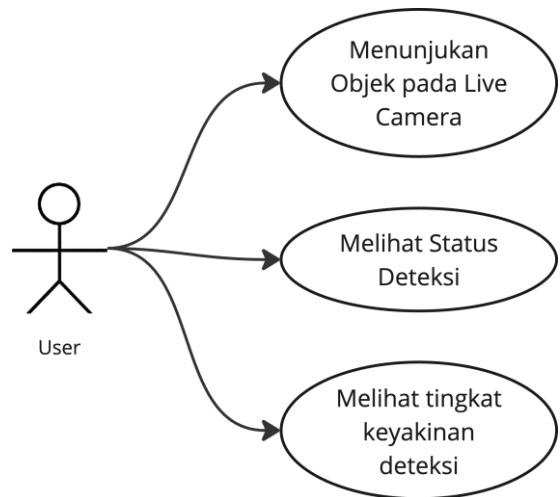 Menunjukan
Objek pada Live
Camera
Melihat Status
Deteksi
User
Melihat tingkat
keyakinan
deteksi